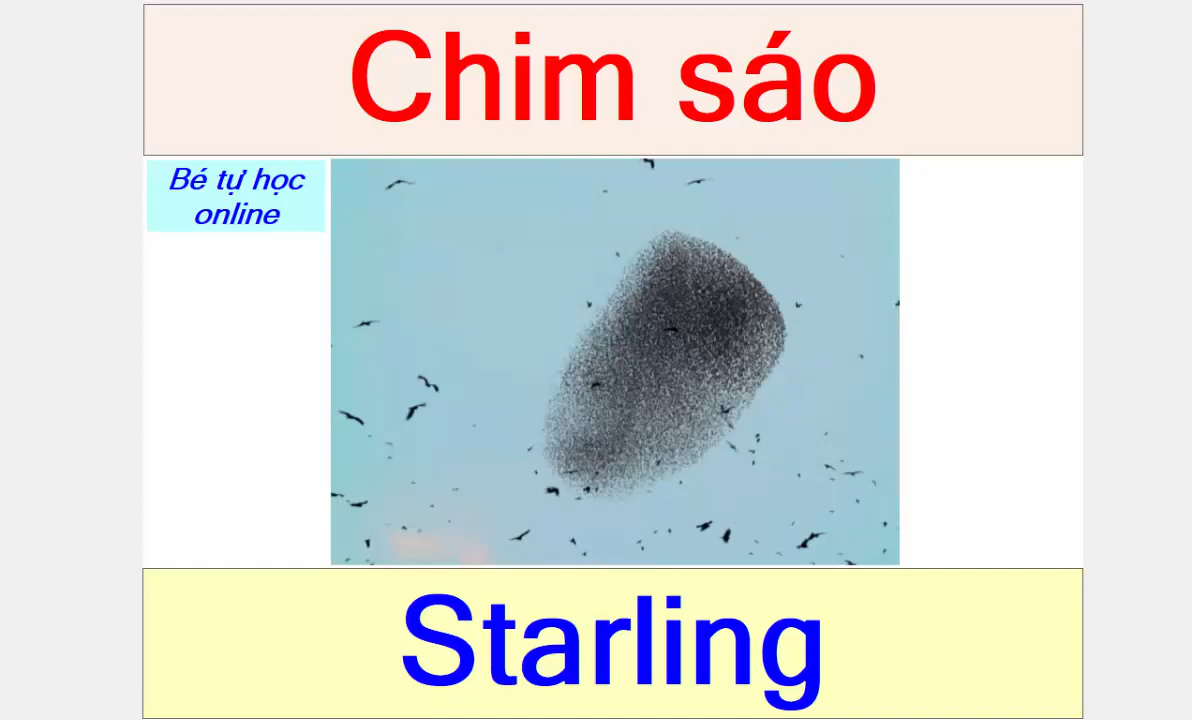 Chim sáo
Bé tự học
online
Starling